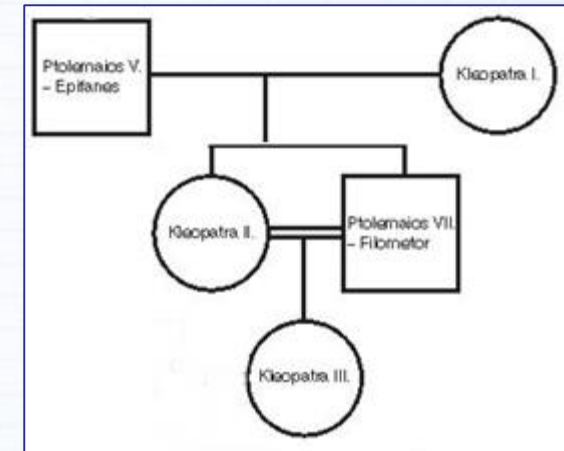 Ptolemaios V.
– Epifanes
Kleopatra I.
Kleopatra II.
Ptolemaios VII.
– Filometor
Kleopatra III.